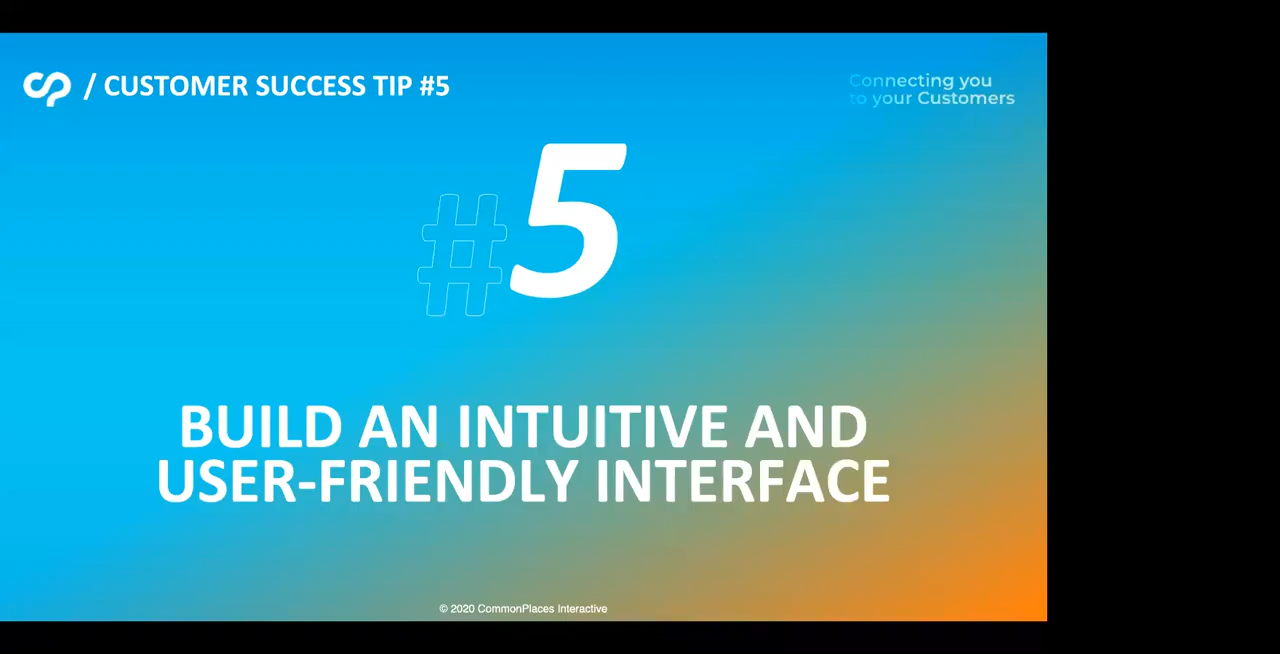 / CUSTOMER SUCCESS TIP #5
Connecting you
to your Customers
#5
BUILD AN INTUITIVE AND
USER-FRIENDLY INTERFACE
© 2020 CommonPlaces Interactive